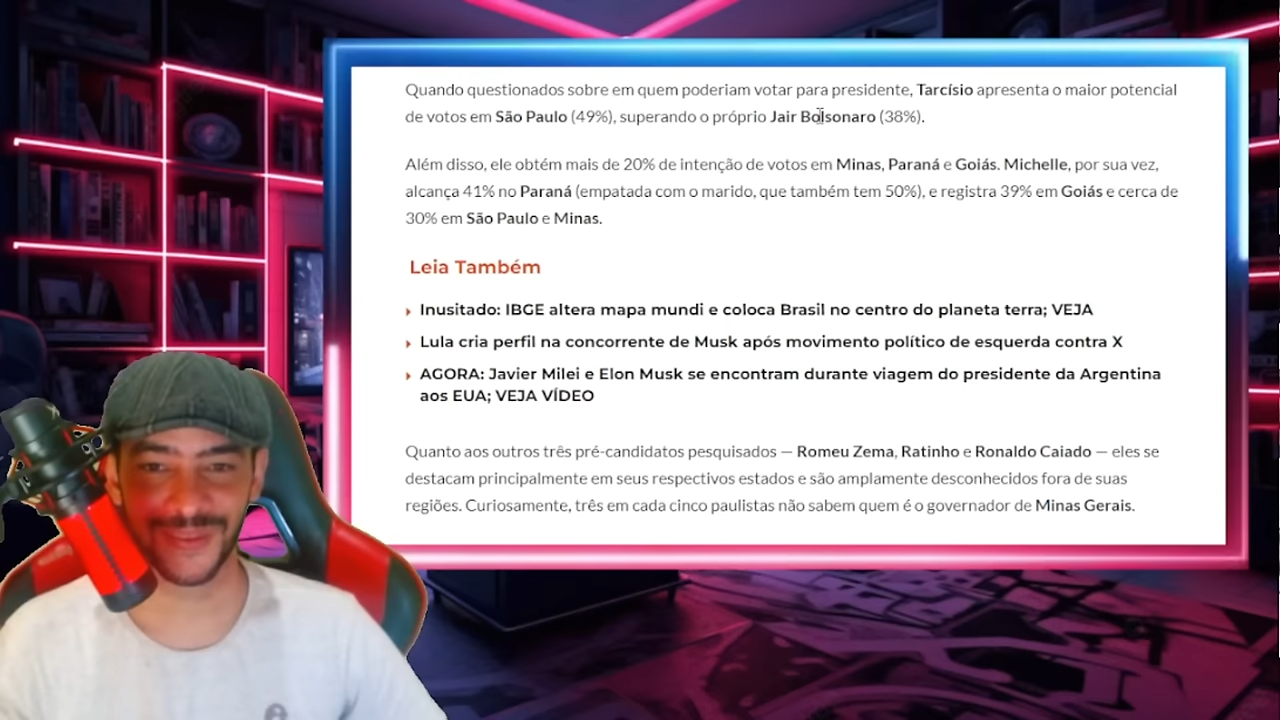 Quando questionados sobre em quem poderiam votar para presidente, Tarcísio apresenta o maior potencial
de votos em São Paulo (49%), superando o próprio Jair Bolsonaro (38%).
Além disso, ele obtém mais de 20% de intenção de votos em Minas, Paraná e Goiás. Michelle, por sua vez,
alcança 41% no Paraná (empatada com o marido, que também tem 50%), e registra 39% em Goiás e cerca de
30% em São Paulo e Minas.
Leia Também
Inusitado: IBGE altera mapa mundi e coloca Brasil no centro do planeta terra; VEJA
Lula cria perfil na concorrente de Musk após movimento político de esquerda contra X
AGORA: Javier Milei e Elon Musk se encontram durante viagem do presidente da Argentina
aos EUA; VEJA VÍDEO
Quanto aos outros três pré-candidatos pesquisados — Romeu Zema, Ratinho e Ronaldo Caiado — eles se
destacam principalmente em seus respectivos estados e são amplamente desconhecidos fora de suas
regiões. Curiosamente, três em cada cinco paulistas não sabem quem é o governador de Minas Gerais.